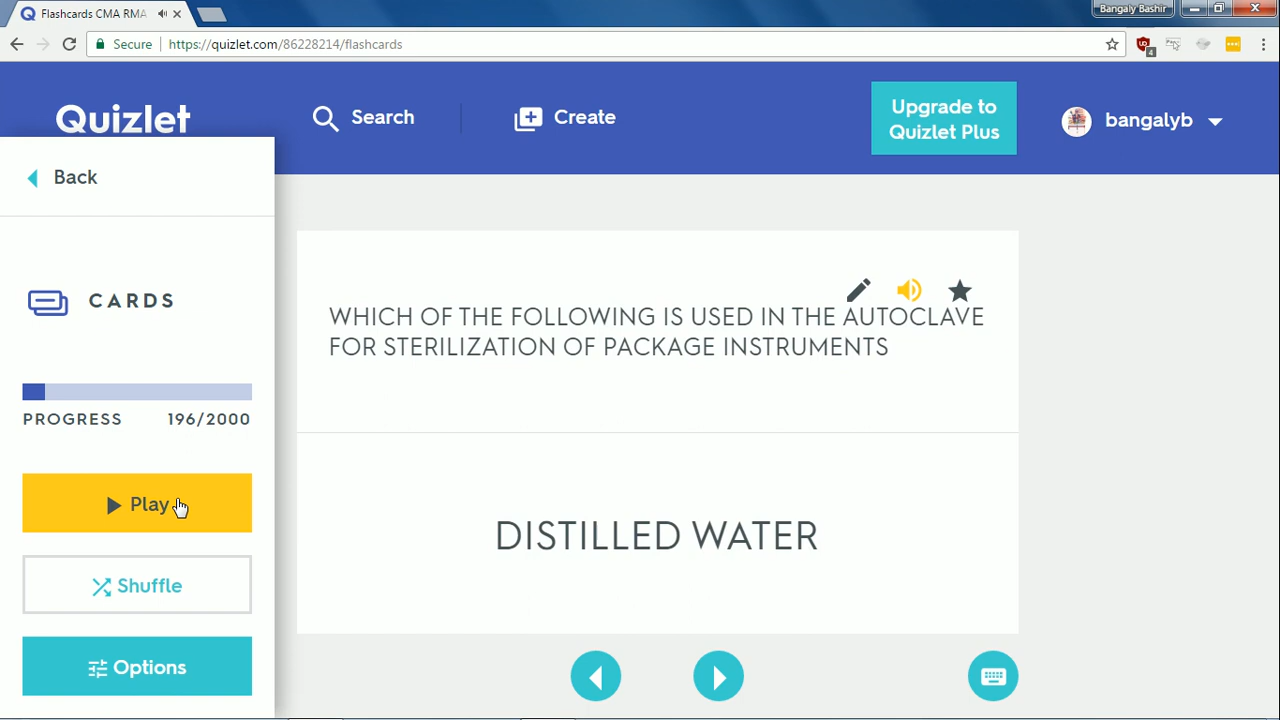 Flashcards CMA RMA
Bangaly Bashir
Secure
https://quizlet.com/86228214/flashcards
4
Quizlet
Search
Create
Upgrade to
Quizlet Plus
bangalyb
Back
CARDS
PROGRESS 196/2000
Play
Shuffle
Options
WHICH OF THE FOLLOWING IS USED IN THE AUTOCLAVE
FOR STERILIZATION OF PACKAGE INSTRUMENTS
DISTILLED WATER